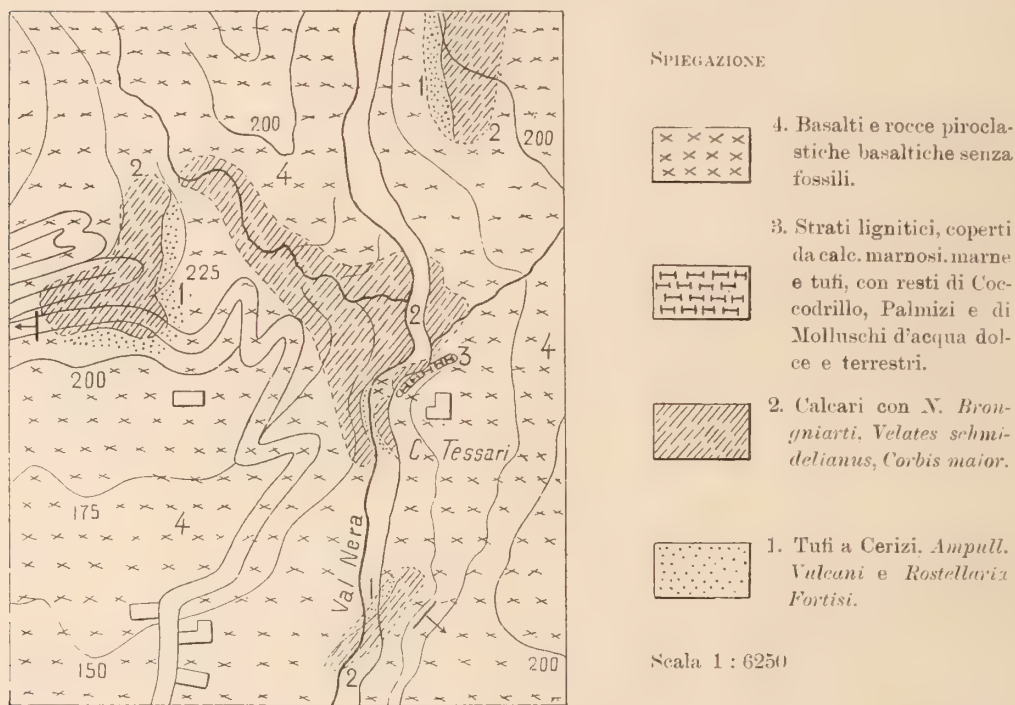 200
1
2
200
2
4
225
1
2
3
4
200
C. Tessari
175
4
Val Nera
1
150
2
200
SPIEGAZIONE
4. Basalti e rocce pirocla-
stiche basaltiche senza
fossili.
3. Strati lignitici, coperti
da calc. marnosi. marne
e tufi, con resti di Coc-
codrillo, Palmizi e di
Molluschi d'acqua dol-
ce e terrestri.
2. Calcari con N. Bron-
gniarti, Velates schmi-
delianus, Corbis maior.
1. Tufi a Cerizi, Ampull.
Vulcani e Rostellaria
Fortisi.
Scala 1 : 6250